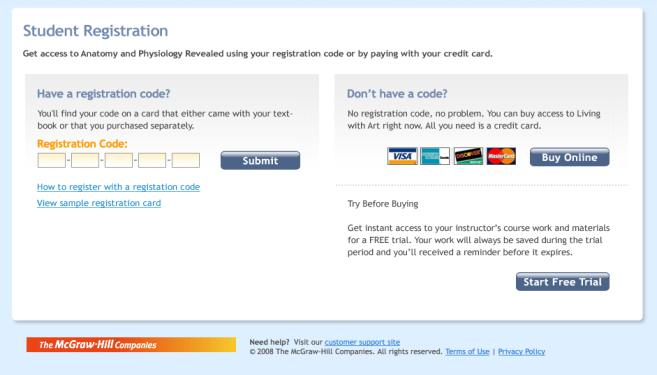 Student Registration
Get access to Anatomy and Physiology Revealed using your registration code or by paying with your credit card.
Have a registration code?
You'll find your code on a card that either came with your text-
book or that you purchased separately.
Registration Code:
- - - -
Submit
How to register with a registation code
View sample registration card
Don't have a code?
No registration code, no problem. You can buy access to Living
with Art right now. All you need is a credit card.
VISA
DISCOVER
MasterCard
Buy Online
Try Before Buying
Get instant access to your instructor's course work and materials
for a FREE trial. Your work will always be saved during the trial
period and you'll received a reminder before it expires.
Start Free Trial
The McGraw-Hill Companies
Need help? Visit our customer support site
© 2008 The McGraw-Hill Companies. All rights reserved. Terms of Use | Privacy Policy